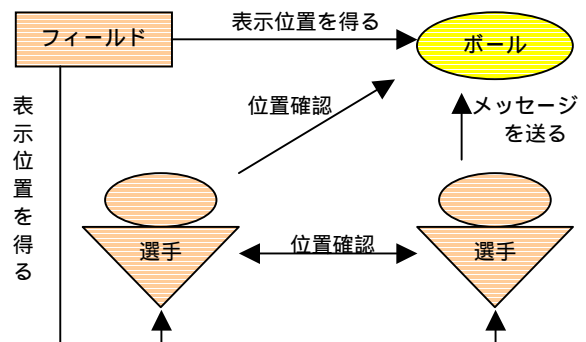 フィールド
表示位置を得る
ボール
表示位置を得る
位置確認
メッセージ
を送る
選手
位置確認
選手